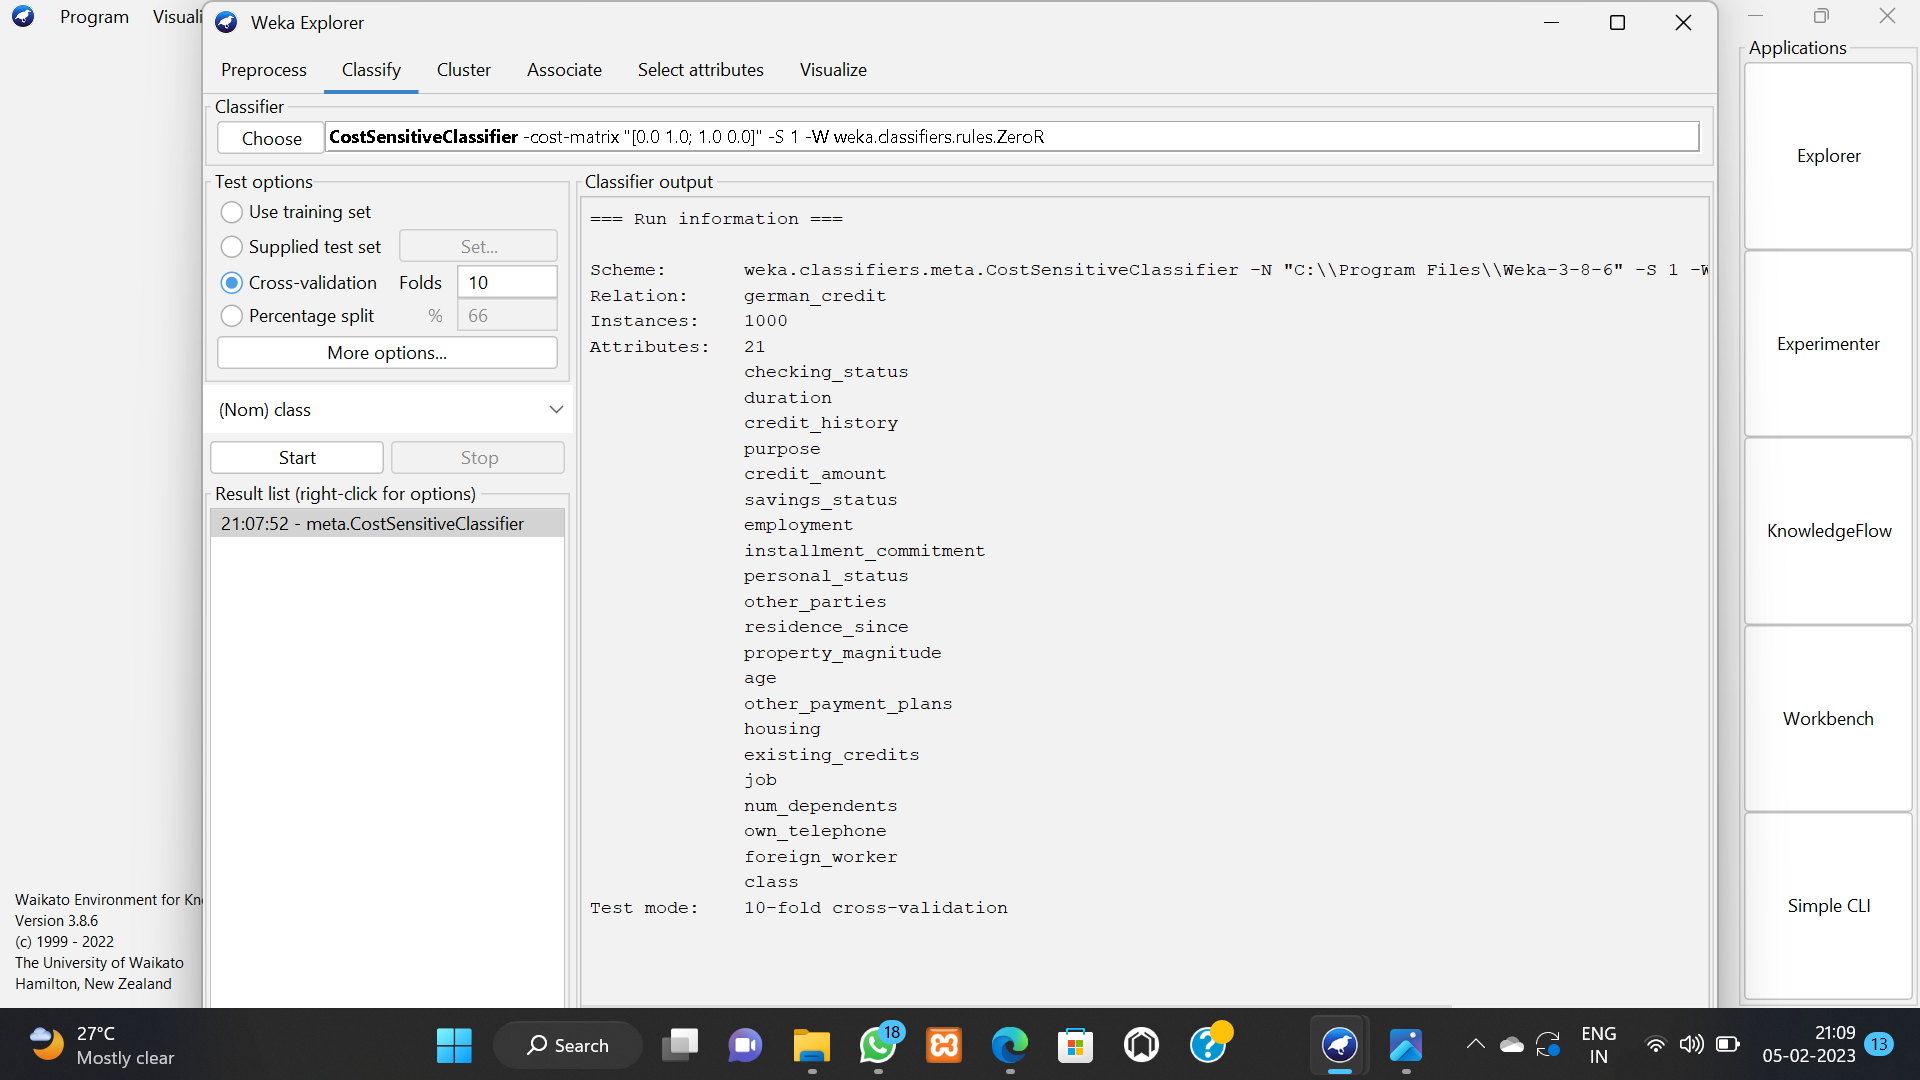 Program Visuali
Weka Explorer
Preprocess Classify Cluster Associate Select attributes Visualize
Classifier
Choose CostSensitiveClassifier -cost-matrix "[0.0 1.0; 1.0 0.0]" -S 1 -W weka.classifiers.rules.ZeroR
Test options
Use training set
Supplied test set Set...
Cross-validation Folds 10
Percentage split % 66
More options...
(Nom) class
Start Stop
Result list (right-click for options)
21:07:52 - meta.CostSensitiveClassifier
Classifier output
=== Run information ===
Scheme: weka.classifiers.meta.CostSensitiveClassifier -N "C:\\Program Files\\Weka-3-8-6" -S 1 -W
Relation: german_credit
Instances: 1000
Attributes: 21
checking_status
duration
credit_history
purpose
credit_amount
savings_status
employment
installment_commitment
personal_status
other_parties
residence_since
property_magnitude
age
other_payment_plans
housing
existing_credits
job
num_dependents
own_telephone
foreign_worker
class
Test mode: 10-fold cross-validation
Applications
Explorer
Experimenter
KnowledgeFlow
Workbench
Simple CLI
Waikato Environment for Kn
Version 3.8.6
(c) 1999 - 2022
The University of Waikato
Hamilton, New Zealand
27°C
Mostly clear
Search
18
ENG
IN
21:09
05-02-2023
13